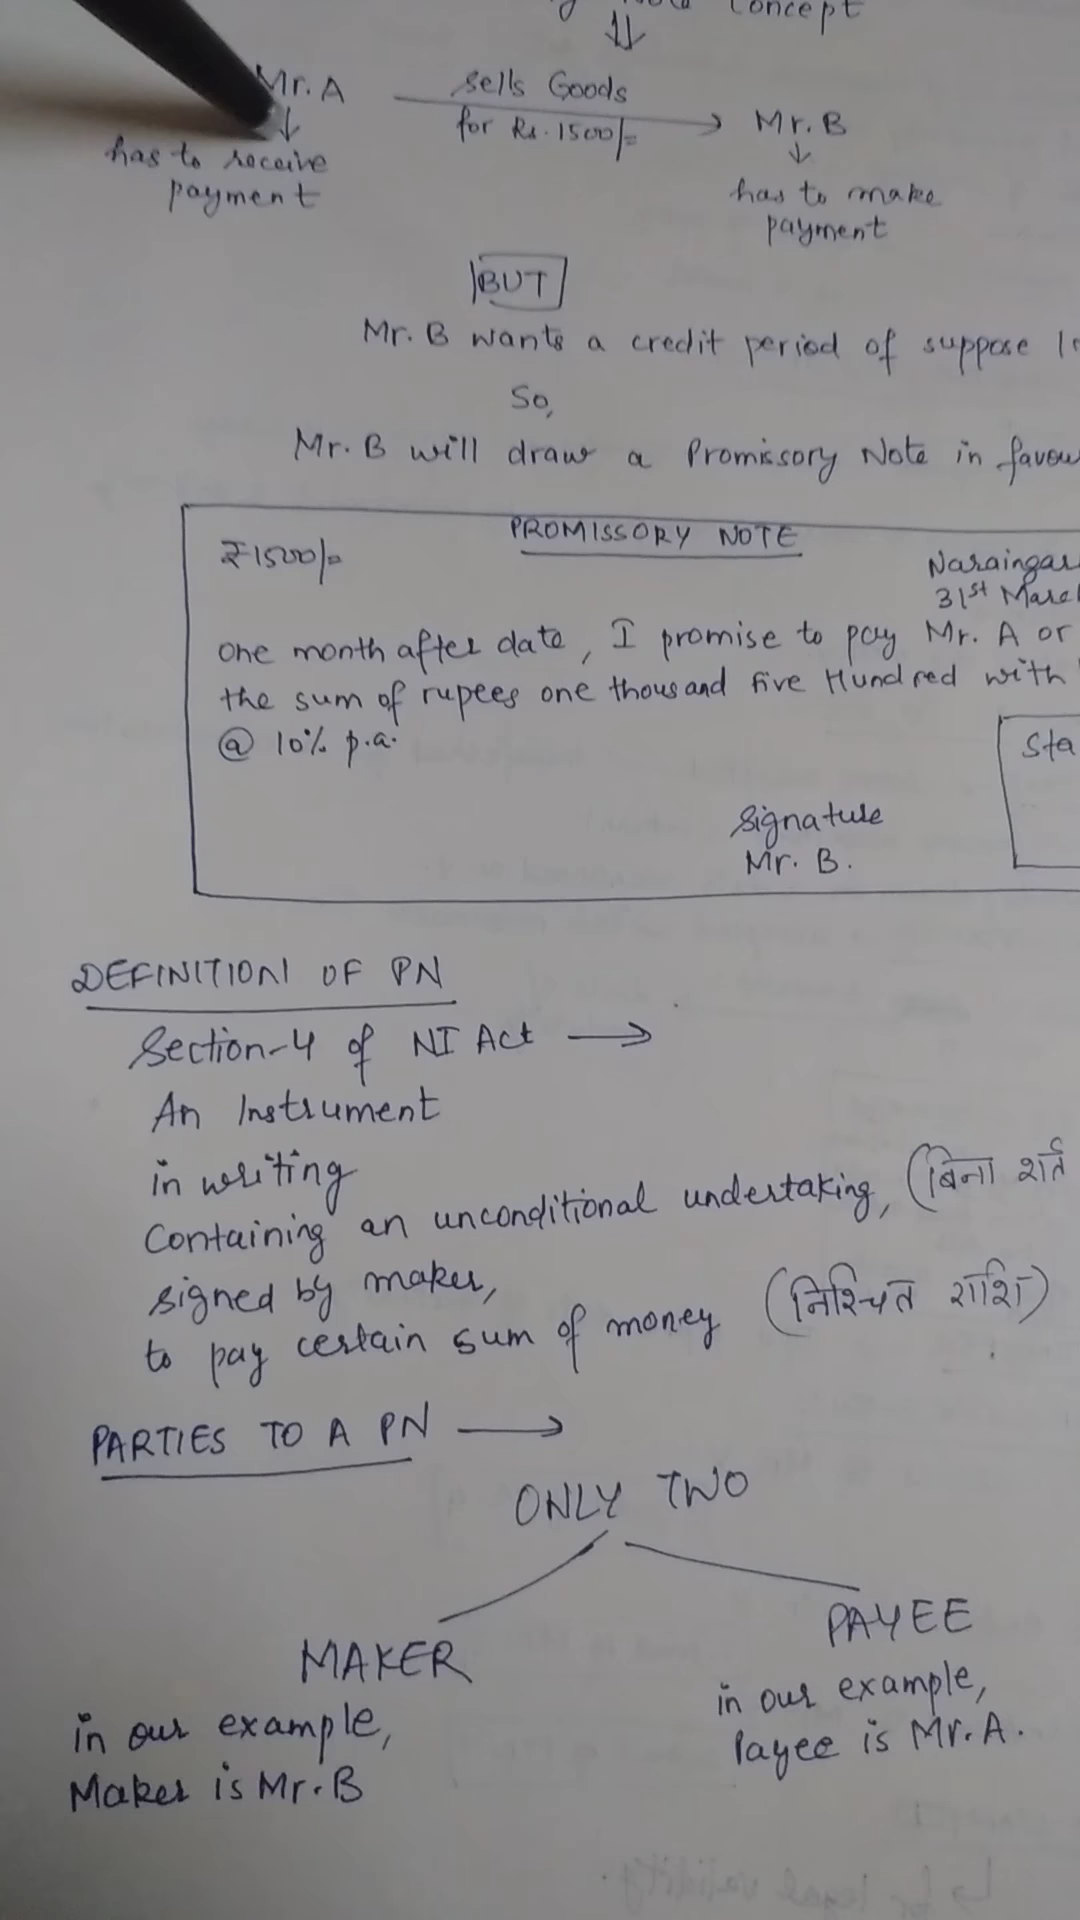 Note Concept
Mr. A sells Goods for Rs. 1500/= Mr. B
has to receive payment
has to make payment
BUT
Mr. B wants a credit period of suppose
So,
Mr. B will draw a Promissory Note in favou
PROMISSORY NOTE
₹1500/=
Naraingar
31st Marc
one month after date, I promise to pay Mr. A or
the sum of rupees one thousand Five Hundred with
@ 10% p.a.
Sta
Signature
Mr. B.
DEFINITION OF PN
Section-4 of NI Act →
An Instrument
in writing
Containing an unconditional undertaking, (बिना शर्त
signed by maker,
to pay certain sum of money (निश्चित राशि)
PARTIES TO A PN →
ONLY TWO
MAKER
in our example,
Maker is Mr. B
PAYEE
in our example,
Payee is Mr. A.